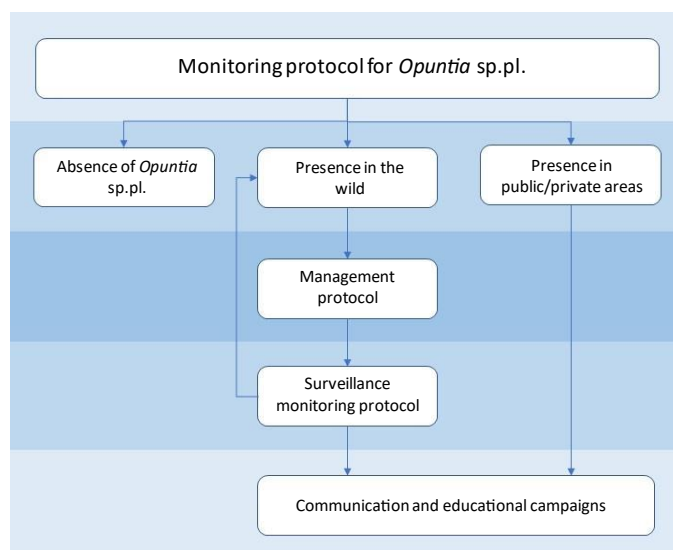 Monitoring protocol for Opuntia sp.pl.
Absence of Opuntia
sp.pl.
Presence in the
wild
Presence in
public/private areas
Management
protocol
Surveillance
monitoring protocol
Communication and educational campaigns